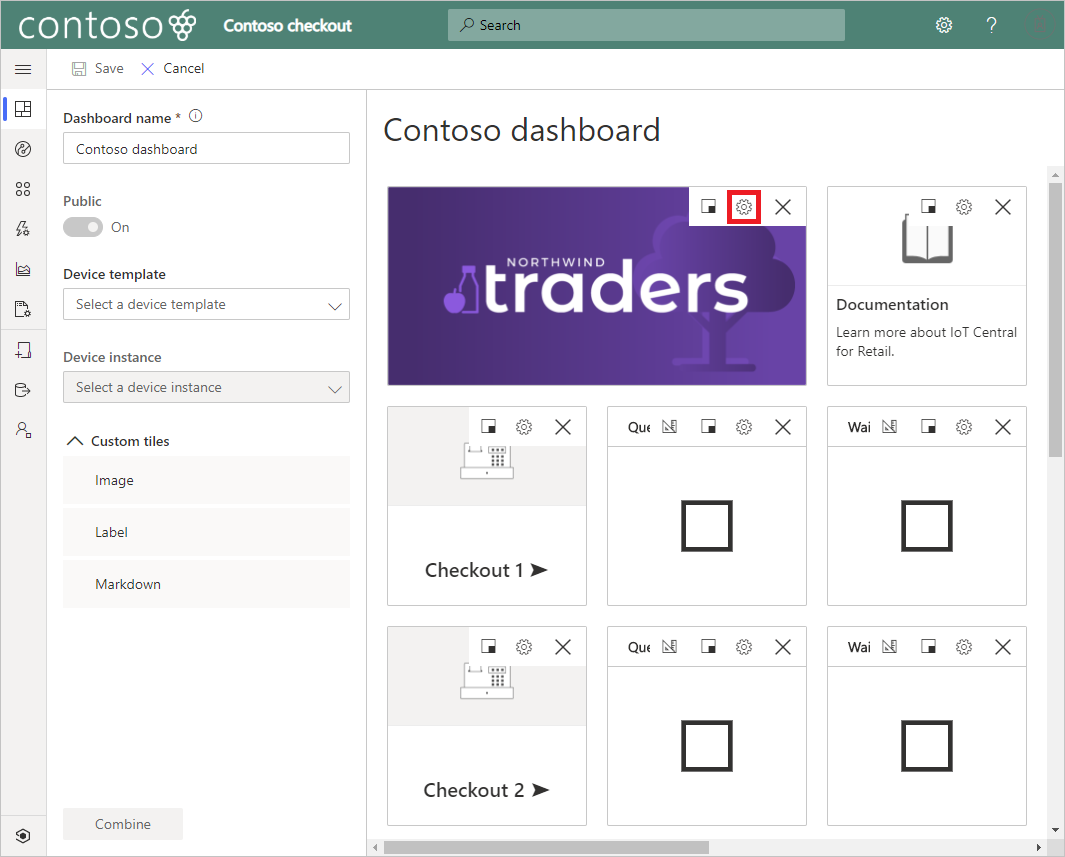 contoso
Contoso checkout
Search
?
Save
Cancel
Dashboard name *
Contoso dashboard
Public
On
Device template
Select a device template
Device instance
Select a device instance
Custom tiles
Image
Label
Markdown
Combine
Contoso dashboard
NORTHWIND
traders
Documentation
Learn more about IoT Central
for Retail.
Checkout 1
Que
Wai
Checkout 2
Que
Wai